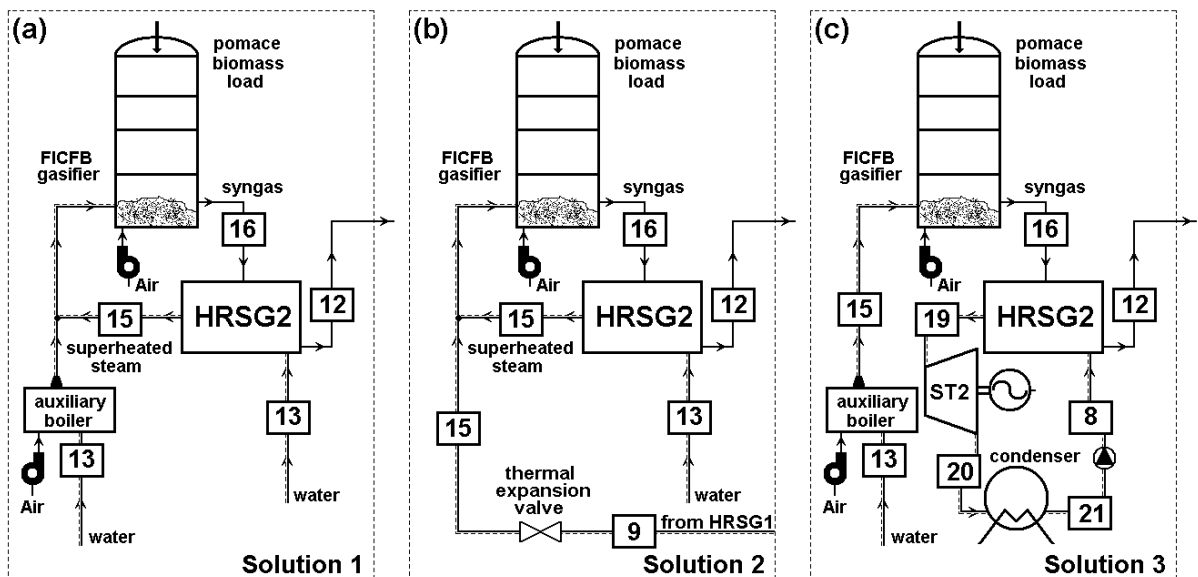 (a)
pomace
biomass
load
FICFB
gasifier
syngas
16
Air
HRSG2
12
15
superheated
steam
auxiliary
boiler
13
13
Air
water
water
Solution 1
(b)
pomace
biomass
load
FICFB
gasifier
syngas
16
Air
HRSG2
12
15
superheated
steam
15
13
thermal
expansion
valve
water
9
from HRSG1
Solution 2
(c)
pomace
biomass
load
FICFB
gasifier
syngas
16
Air
15
19
HRSG2
12
ST2
auxiliary
boiler
8
13
20
condenser
21
Air
water
Solution 3